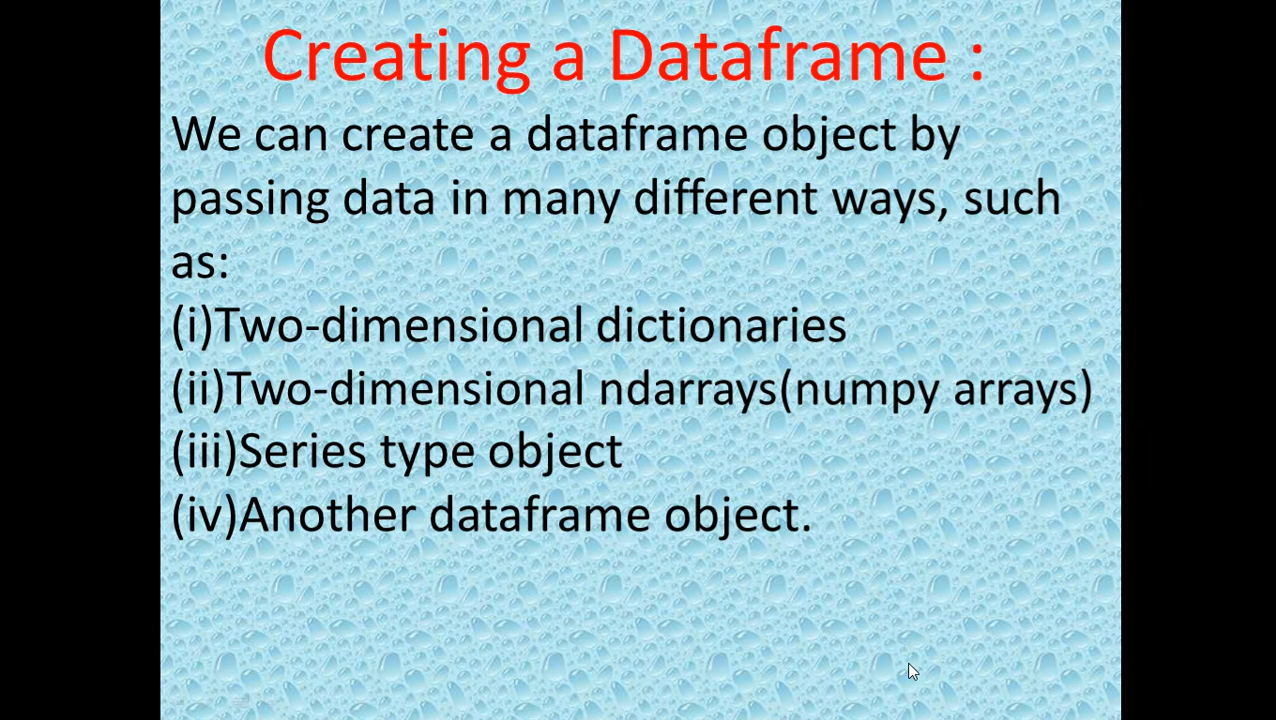 Creating a Dataframe :
We can create a dataframe object by
passing data in many different ways, such
as:
(i)Two-dimensional dictionaries
(ii)Two-dimensional ndarrays(numpy arrays)
(iii)Series type object
(iv)Another dataframe object.